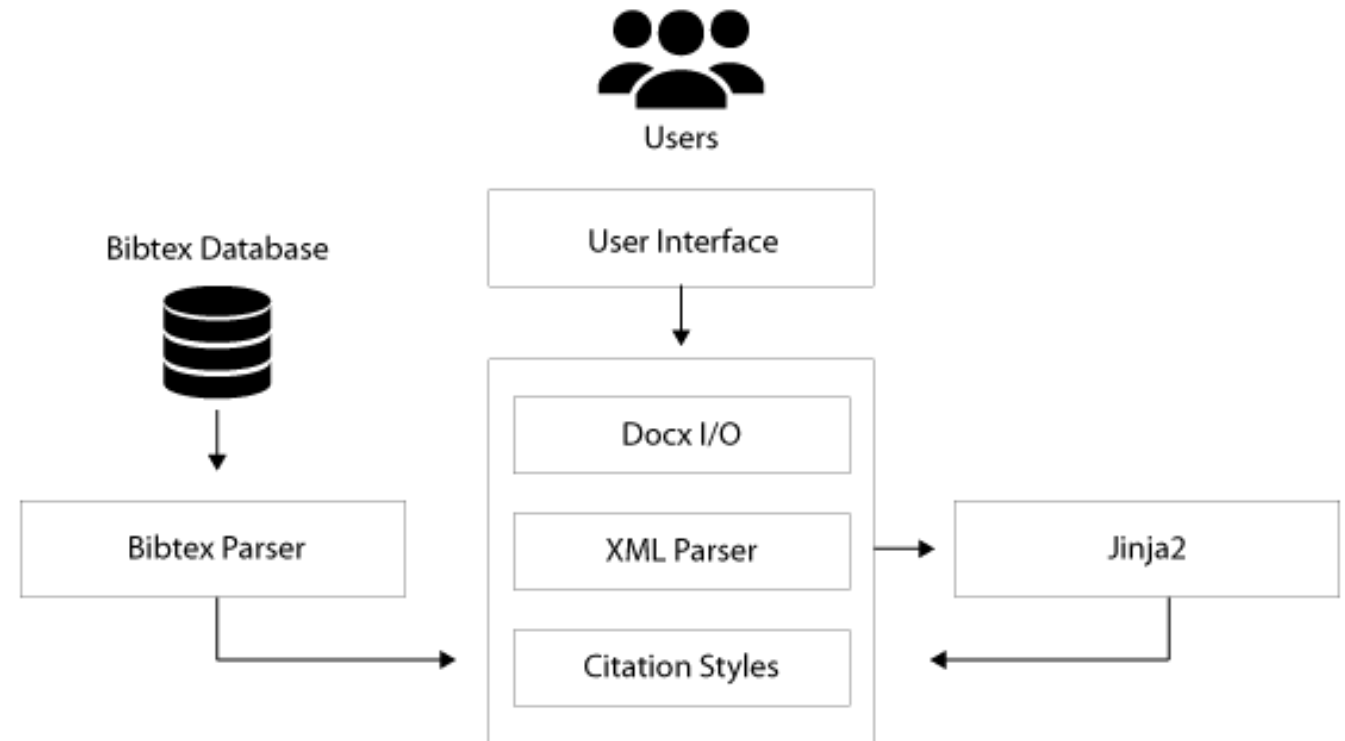 Users
User Interface
Bibtex Database
Docx I/O
Bibtex Parser
XML Parser
Jinja2
Citation Styles